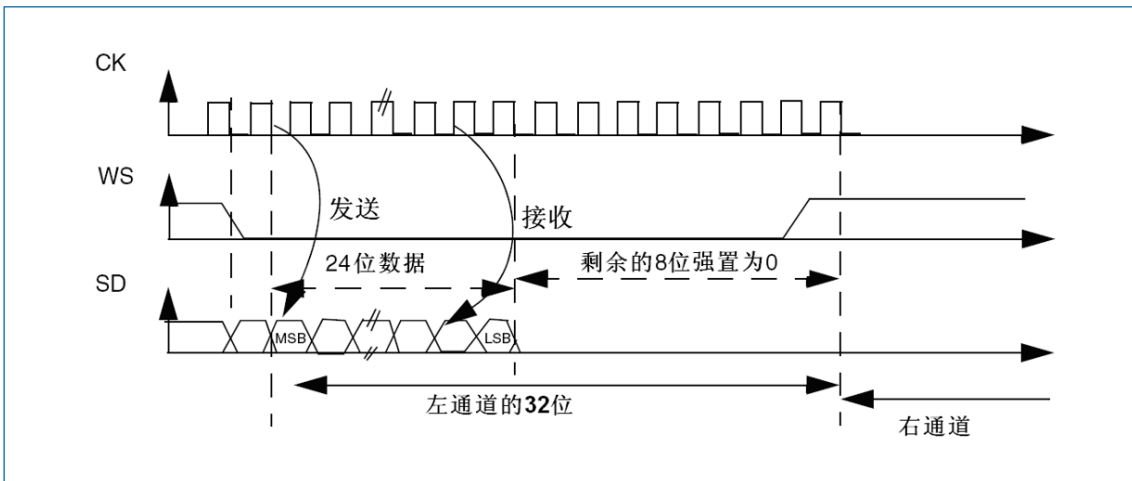 CK
WS
发送
接收
24位数据
剩余的8位强置为0
SD
MSB
LSB
左通道的32位
右通道